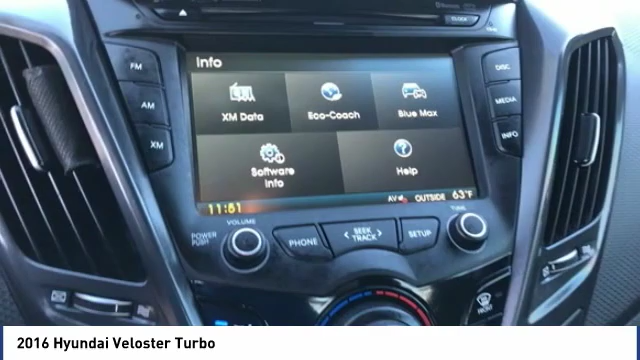 CLOCK
Info
FM
AM
XM
XM Data
Eco-Coach
Blue Max
Software
Info
Help
11:51
AV
OUTSIDE 63°F
DISC
MEDIA
INFO
VOLUME
POWER
PUSH
PHONE
SEEK
TRACK
SETUP
TUNE
FRONT
2016 Hyundai Veloster Turbo